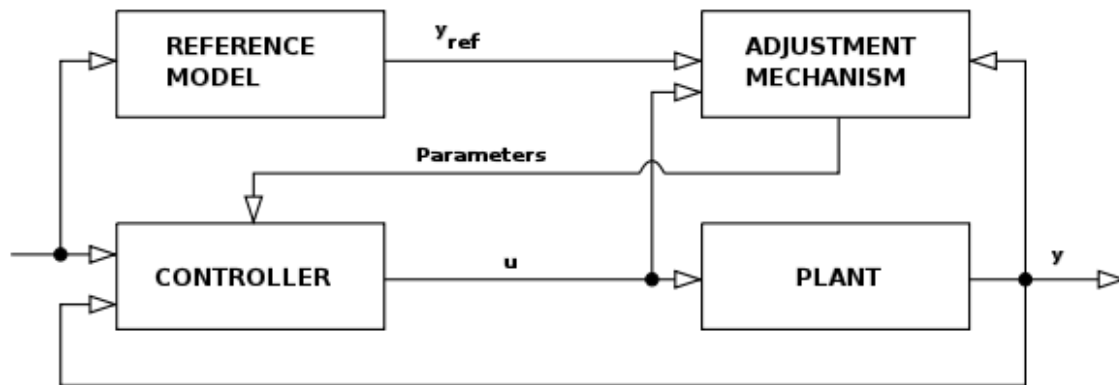 REFERENCE
MODEL
y_ref
ADJUSTMENT
MECHANISM
Parameters
CONTROLLER
u
PLANT
y